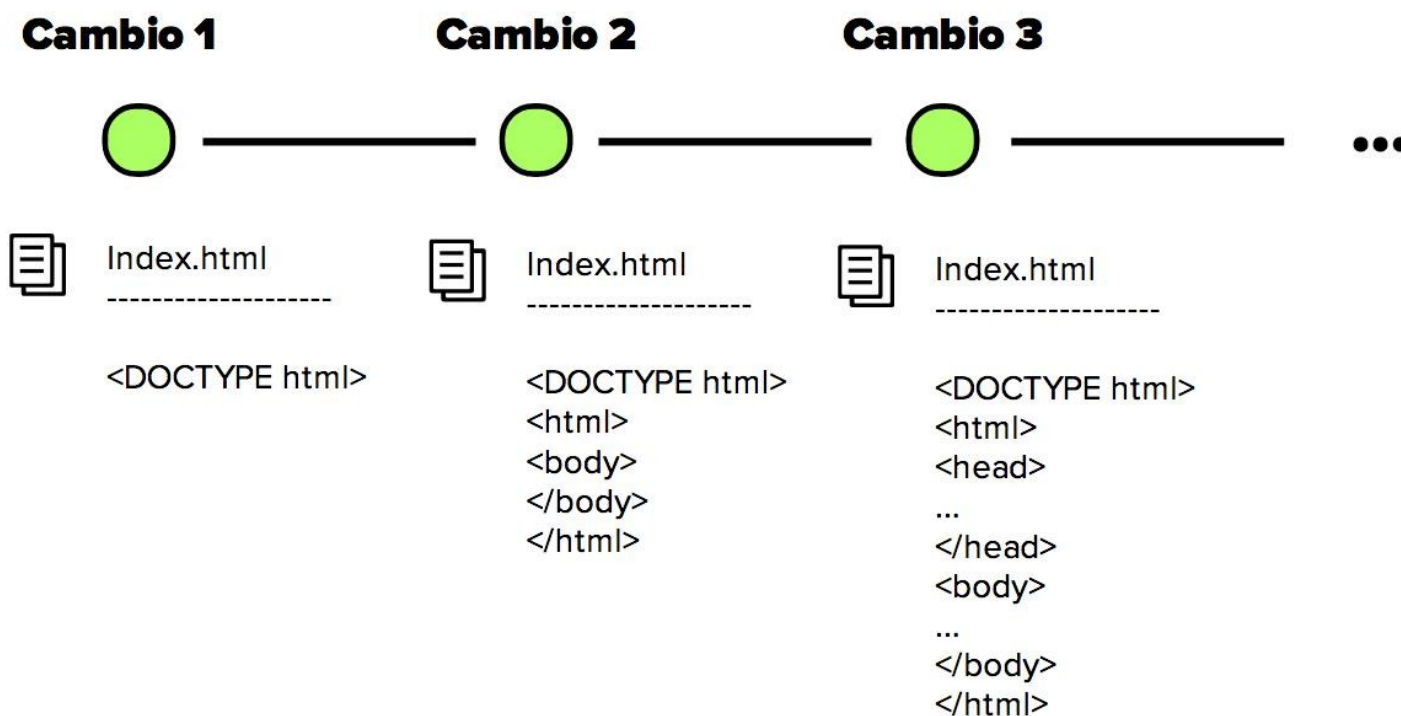 Cambio 1
Cambio 2
Cambio 3
...
Index.html
--------------------
<DOCTYPE html>
Index.html
--------------------
<DOCTYPE html>
<html>
<body>
</body>
</html>
Index.html
--------------------
<DOCTYPE html>
<html>
<head>
...
</head>
<body>
...
</body>
</html>